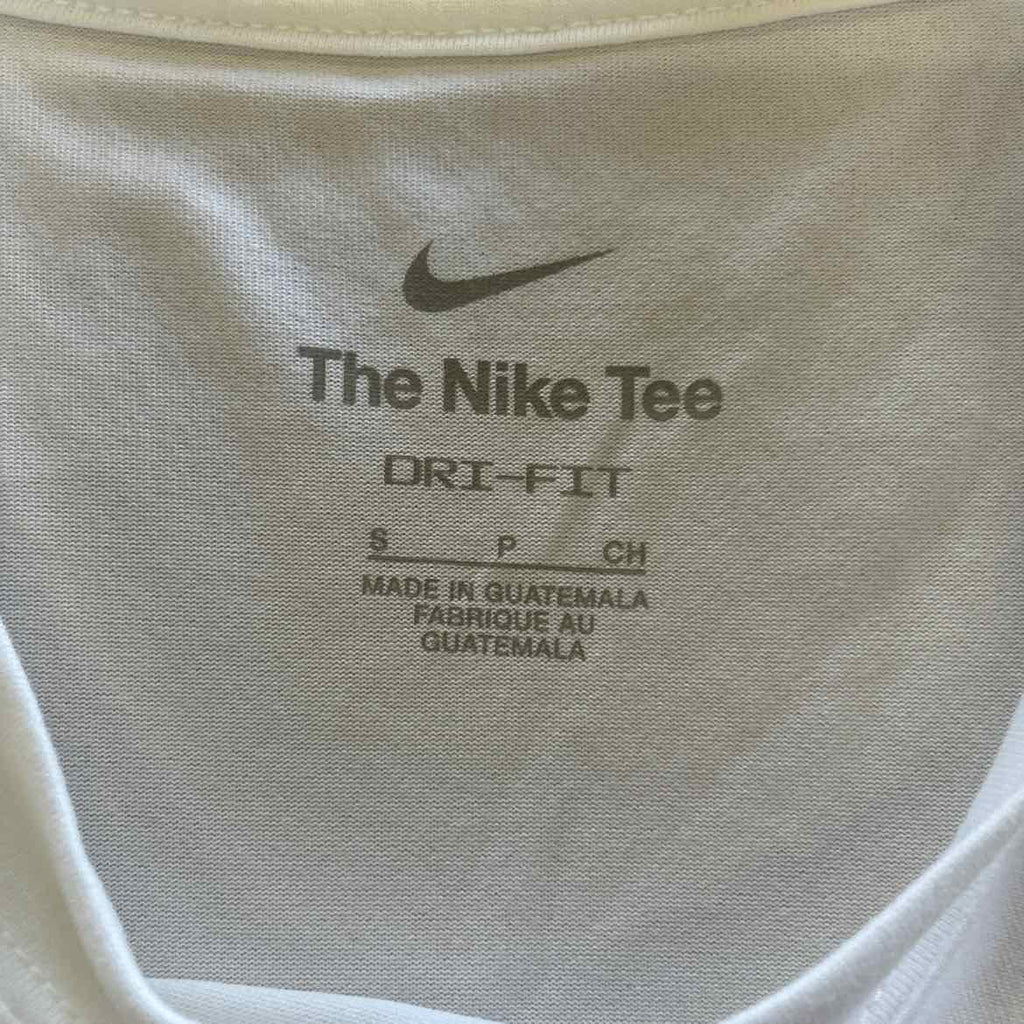 The Nike Tee
DRI-FIT
S P CH
MADE IN GUATEMALA
FABRIQUE AU
GUATEMALA